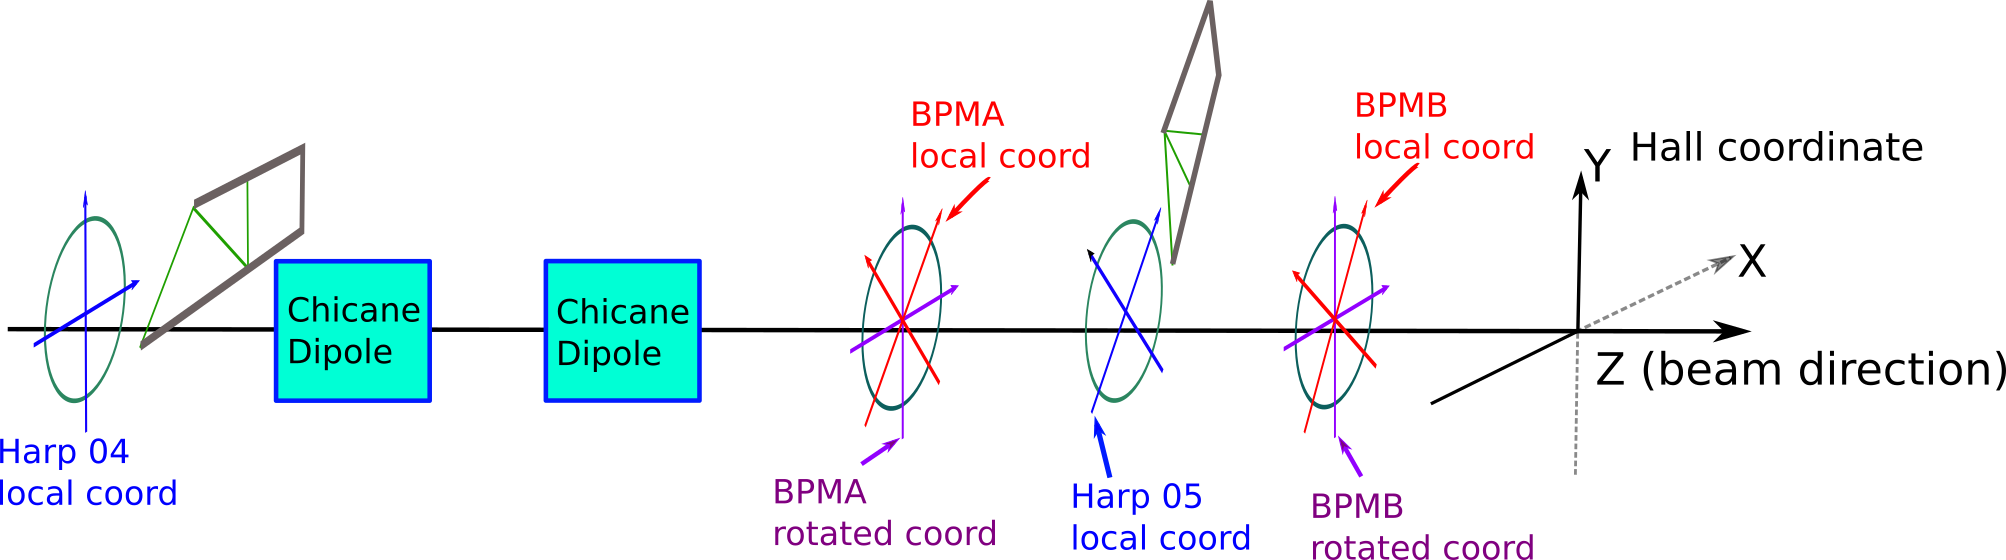 BPMA
local coord
BPMB
local coord
Y
Hall coordinate
X
Chicane
Dipole
Chicane
Dipole
Z (beam direction)
Harp 04
local coord
BPMA
rotated coord
Harp 05
local coord
BPMB
rotated coord